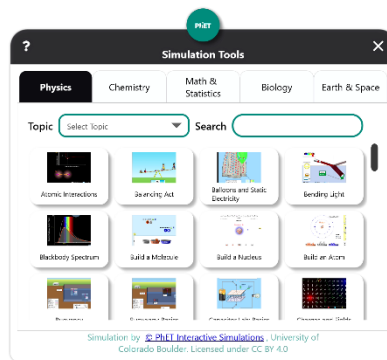 PhET
?
Simulation Tools
×
Physics
Chemistry
Math &
Statistics
Biology
Earth & Space
Topic
Select Topic
Search
Atomic Interactions
Balancing Act
Balloons and Static
Electricity
Bending Light
Blackbody Spectrum
Build a Molecule
Build a Nucleus
Build an Atom
Simulation by © PhET Interactive Simulations , University of
Colorado Boulder. Licensed under CC BY 4.0